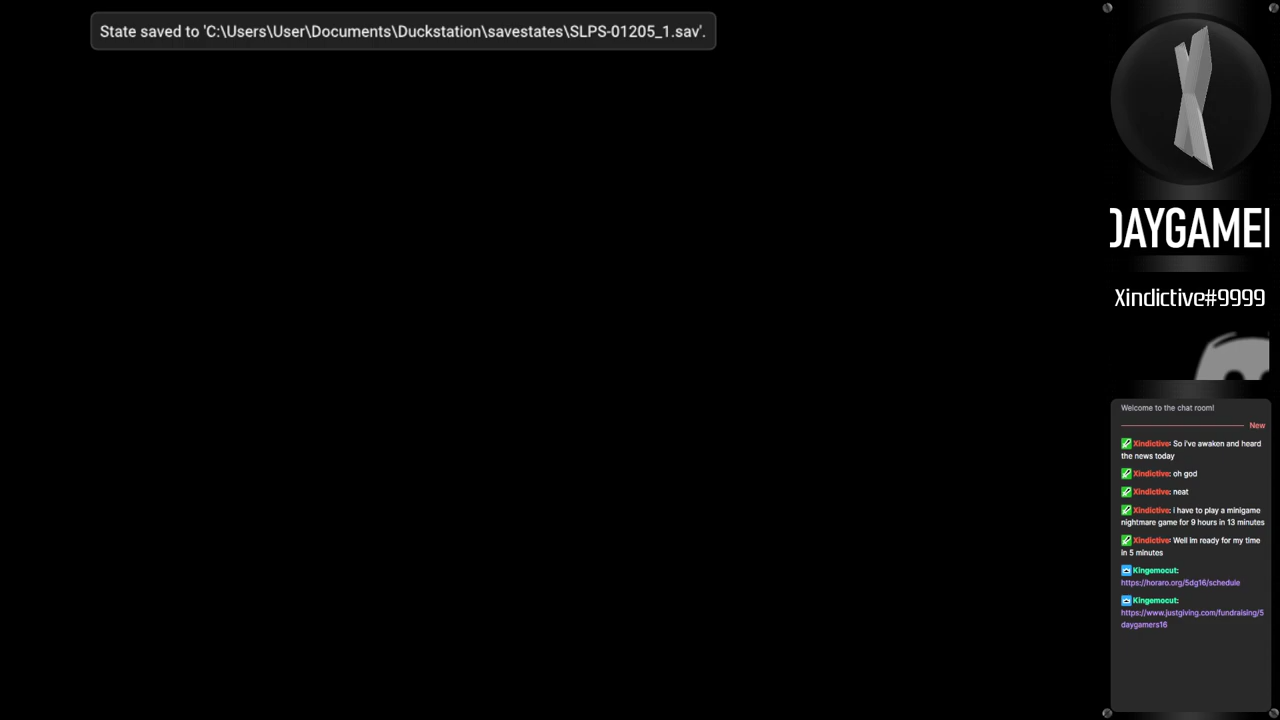 State saved to 'C:\Users\User\Documents\Duckstation\savestates\SLPS-01205_1.sav'.
DAYGAME
Xindictive#9999
Welcome to the chat room!
New
Xindictive: So i've awaken and heard
the news today
Xindictive: oh god
Xindictive: neat
Xindictive: i have to play a minigame
nightmare game for 9 hours in 13 minutes
Xindictive: Well im ready for my time
in 5 minutes
Kingemocut:
https://horaro.org/5dg16/schedule
Kingemocut:
https://www.justgiving.com/fundraising/5
daygamers16